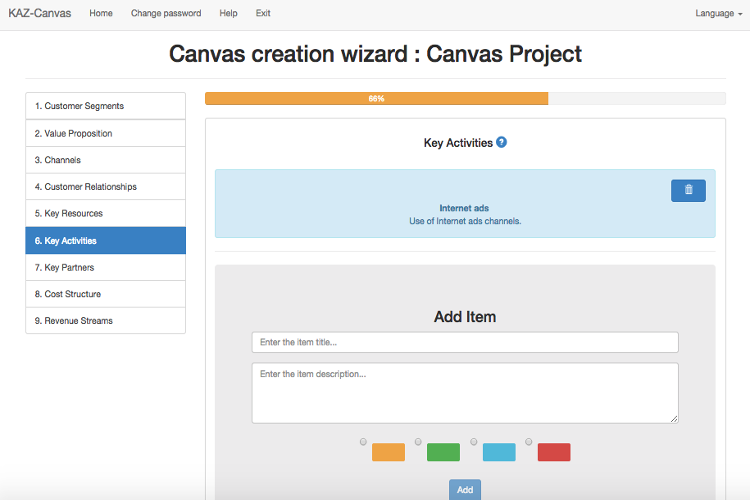 KAZ-Canvas Home Change password Help Exit Language
Canvas creation wizard : Canvas Project
1. Customer Segments
2. Value Proposition
3. Channels
4. Customer Relationships
5. Key Resources
6. Key Activities
7. Key Partners
8. Cost Structure
9. Revenue Streams
66%
Key Activities ?
Internet ads
Use of Internet ads channels.
Add Item
Enter the item title...
Enter the item description...
Add